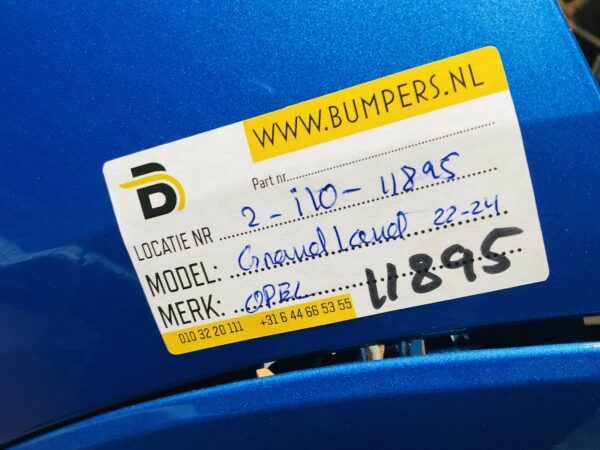 WWW.BUMPERS.NL
Part nr.
LOCATIE NR 2-i10-11895
MODEL: Grandland 22-24
MERK: OPEL 11895
010 32 20 111 +31 6 44 66 53 55